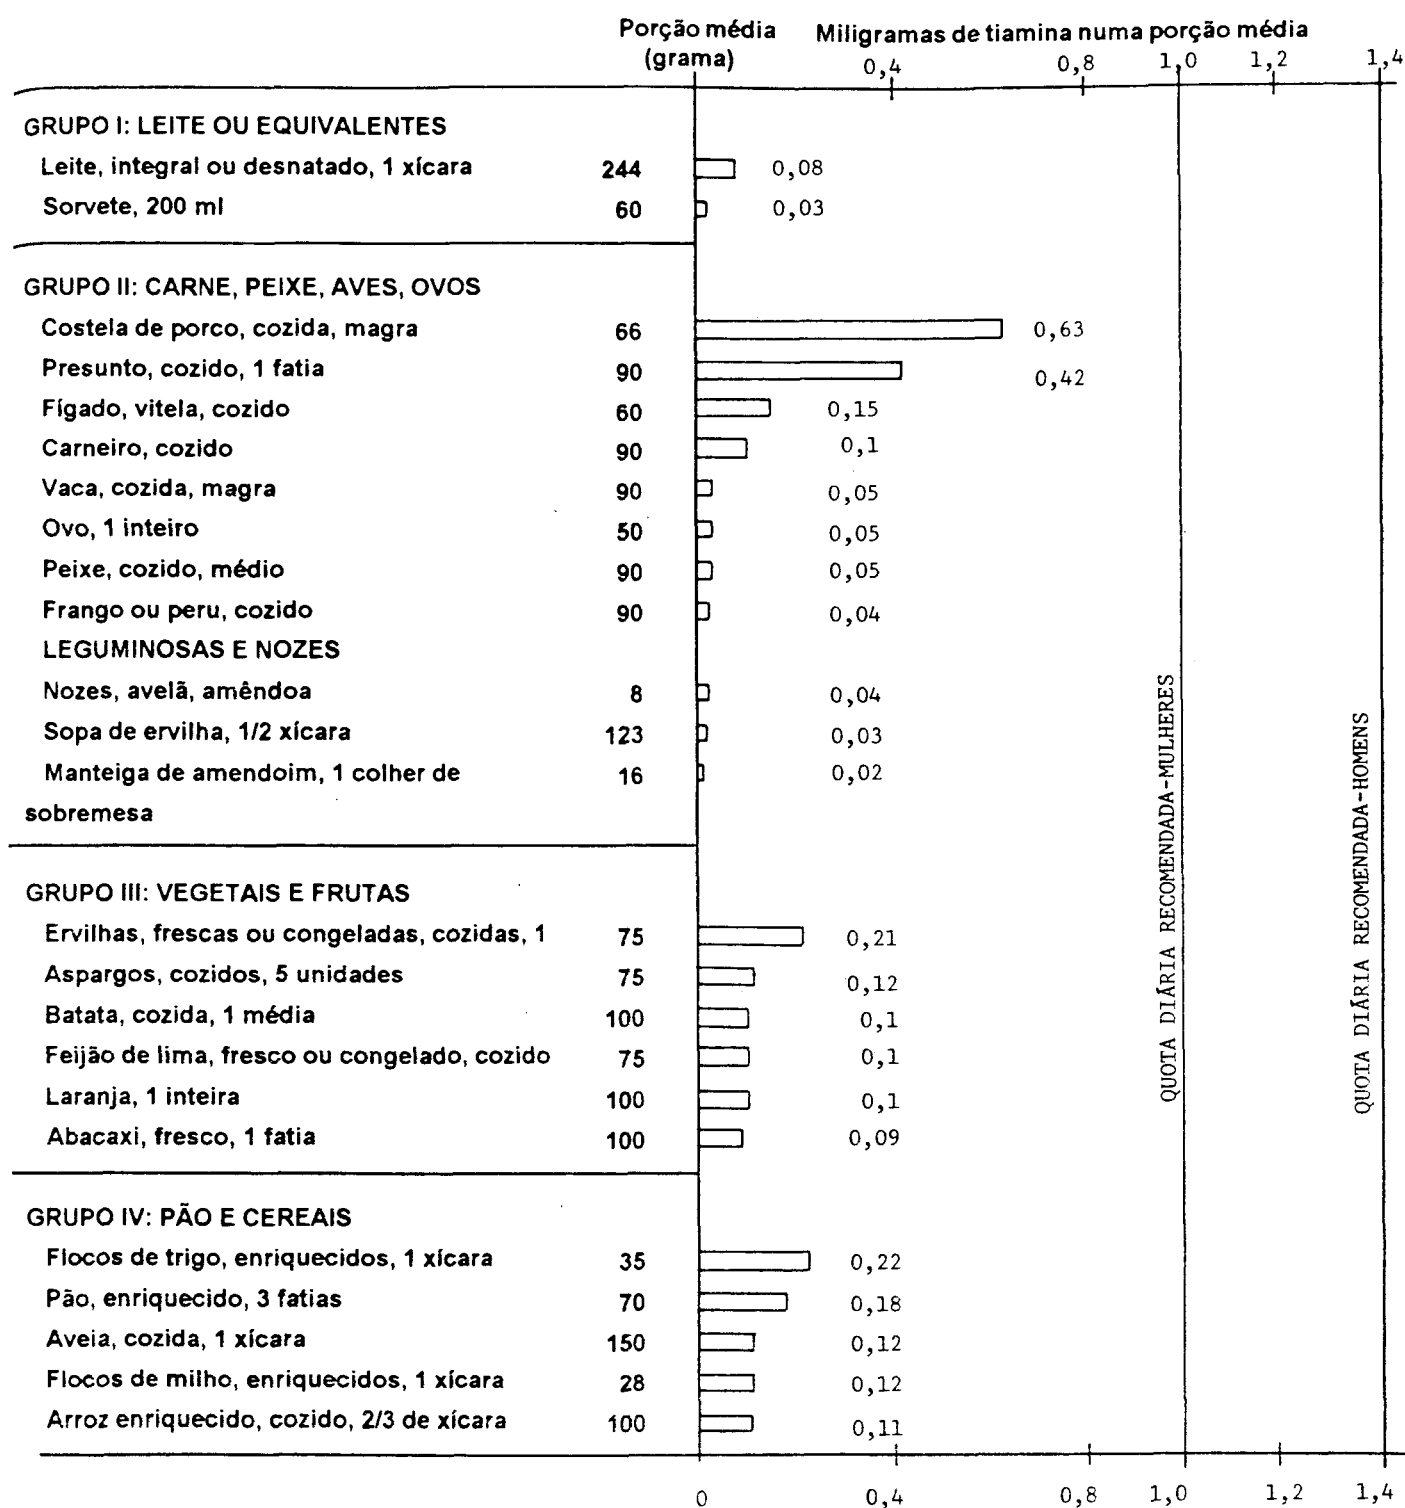 Porção média Miligramas de tiamina numa porção média
(grama) 0,4 0,8 1,0 1,2 1,4
GRUPO I: LEITE OU EQUIVALENTES
Leite, integral ou desnatado, 1 xícara 244 0,08
Sorvete, 200 ml 60 0,03
GRUPO II: CARNE, PEIXE, AVES, OVOS
Costela de porco, cozida, magra 66 0,63
Presunto, cozido, 1 fatia 90 0,42
Fígado, vitela, cozido 60 0,15
Carneiro, cozido 90 0,1
Vaca, cozida, magra 90 0,05
Ovo, 1 inteiro 50 0,05
Peixe, cozido, médio 90 0,05
Frango ou peru, cozido 90 0,04
LEGUMINOSAS E NOZES
Nozes, avelã, amêndoa 8 0,04
Sopa de ervilha, 1/2 xícara 123 0,03
Manteiga de amendoim, 1 colher de 16 0,02
sobremesa
GRUPO III: VEGETAIS E FRUTAS
Ervilhas, frescas ou congeladas, cozidas, 1 75 0,21
Aspargos, cozidos, 5 unidades 75 0,12
Batata, cozida, 1 média 100 0,1
Feijão de lima, fresco ou congelado, cozido 75 0,1
Laranja, 1 inteira 100 0,1
Abacaxi, fresco, 1 fatia 100 0,09
GRUPO IV: PÃO E CEREAIS
Flocos de trigo, enriquecidos, 1 xícara 35 0,22
Pão, enriquecido, 3 fatias 70 0,18
Aveia, cozida, 1 xícara 150 0,12
Flocos de milho, enriquecidos, 1 xícara 28 0,12
Arroz enriquecido, cozido, 2/3 de xícara 100 0,11
0 0,4 0,8 1,0 1,2 1,4
QUOTA DIÁRIA RECOMENDADA-MULHERES
QUOTA DIÁRIA RECOMENDADA-HOMENS